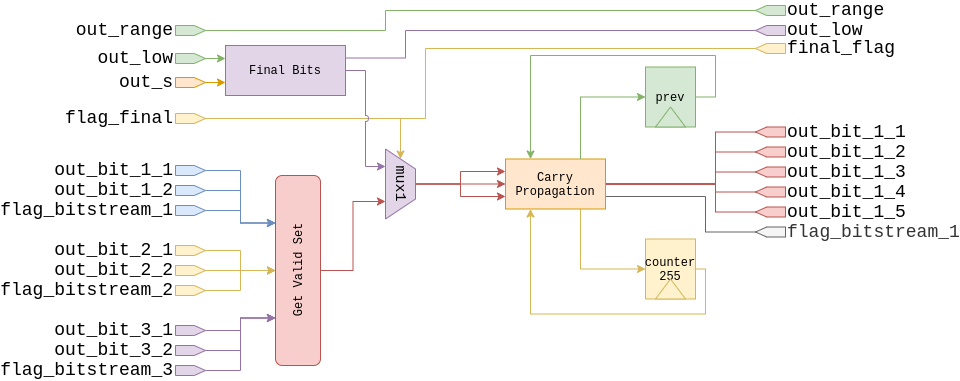 out_range
out_low
out_s
flag_final
out_bit_1_1
out_bit_1_2
flag_bitstream_1
out_bit_2_1
out_bit_2_2
flag_bitstream_2
out_bit_3_1
out_bit_3_2
flag_bitstream_3
Final Bits
Get Valid Set
mux1
Carry
Propagation
prev
counter
255
out_range
out_low
final_flag
out_bit_1_1
out_bit_1_2
out_bit_1_3
out_bit_1_4
out_bit_1_5
flag_bitstream_1